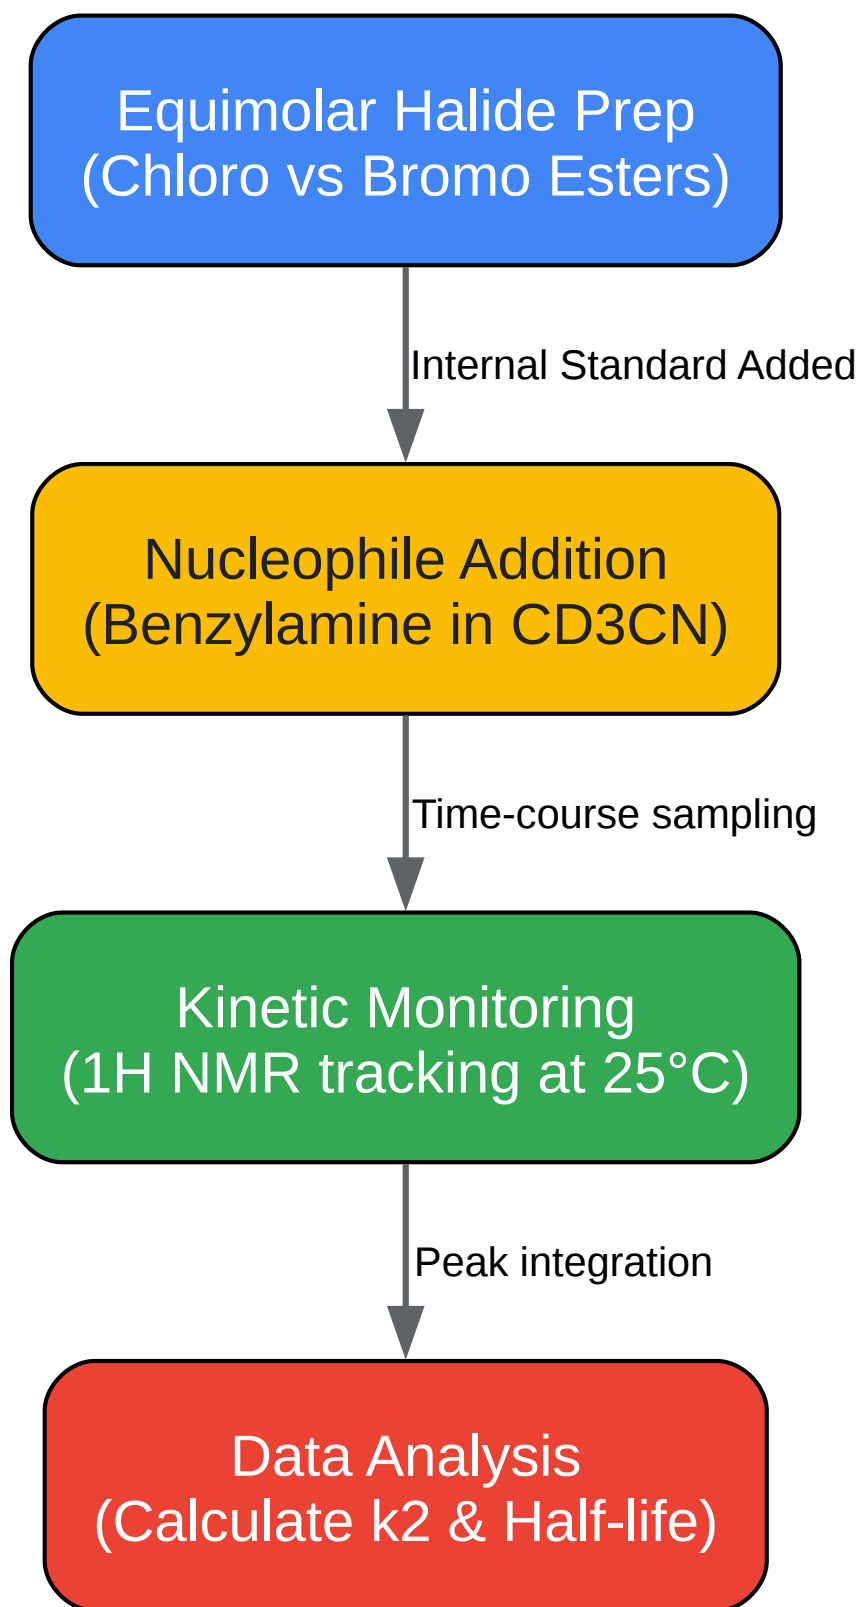 Equimolar Halide Prep
(Chloro vs Bromo Esters)
Internal Standard Added
Nucleophile Addition
(Benzylamine in CD3CN)
Time-course sampling
Kinetic Monitoring
(1H NMR tracking at 25°C)
Peak integration
Data Analysis
(Calculate k2 & Half-life)